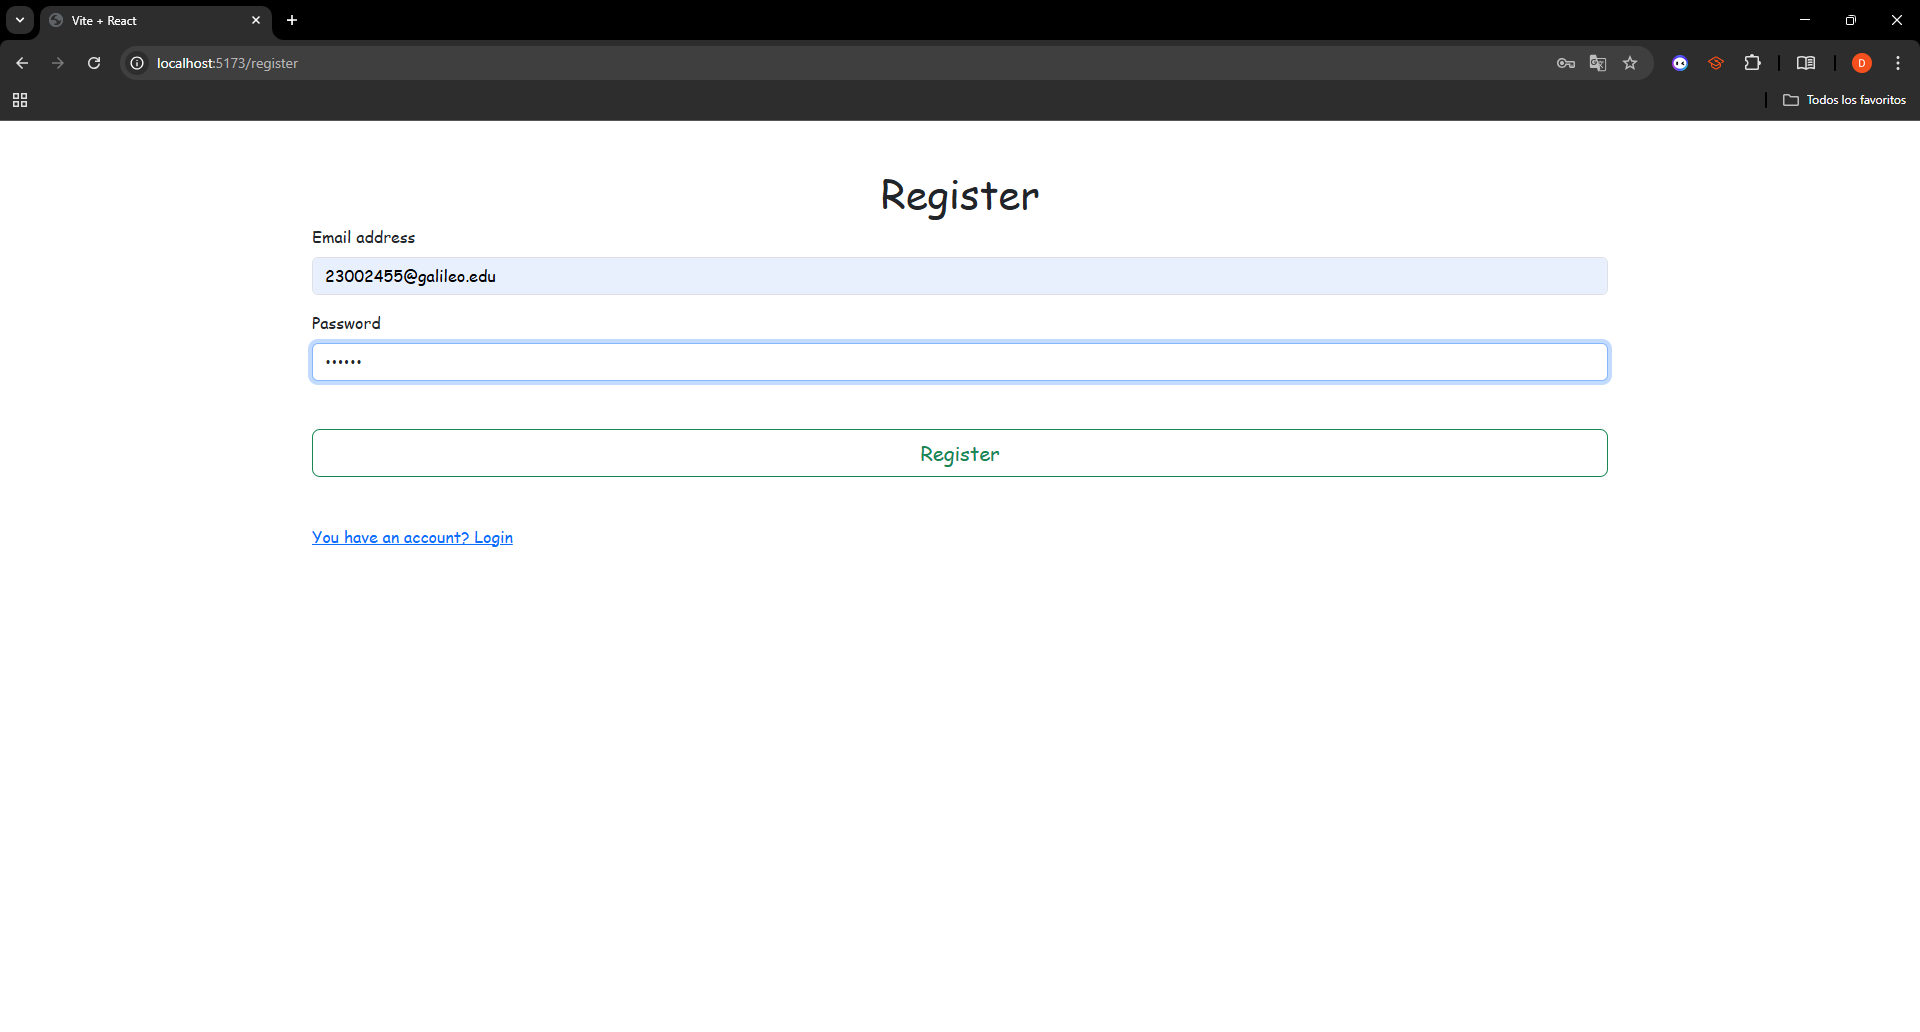 Vite + React
localhost:5173/register
D
Todos los favoritos
Register
Email address
23002455@galileo.edu
Password
••••••
Register
You have an account? Login